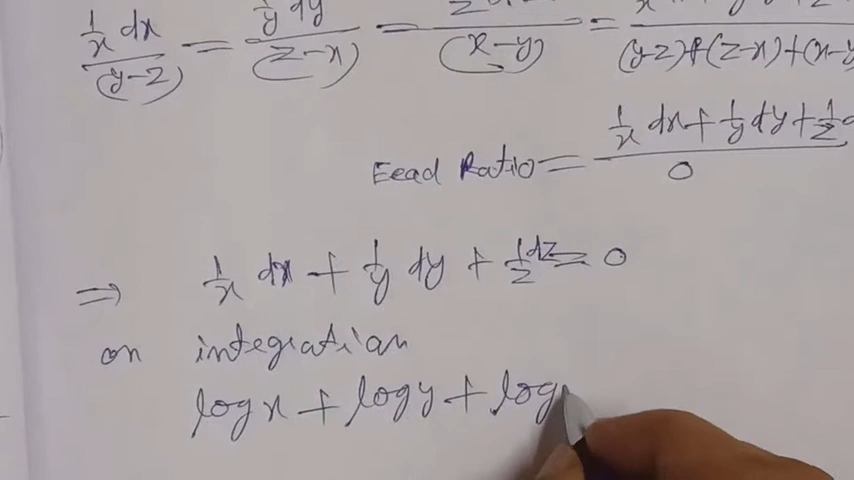 1/x dx / (y-z) = 1/y dy / (z-x) = / (x-y) = / (y-z)+(z-x)+(x-y
Eead Ratio = 1/x dx + 1/y dy + 1/z d / 0
⇒ 1/x dx + 1/y dy + 1/z dz = 0
on integration
log x + log y + log